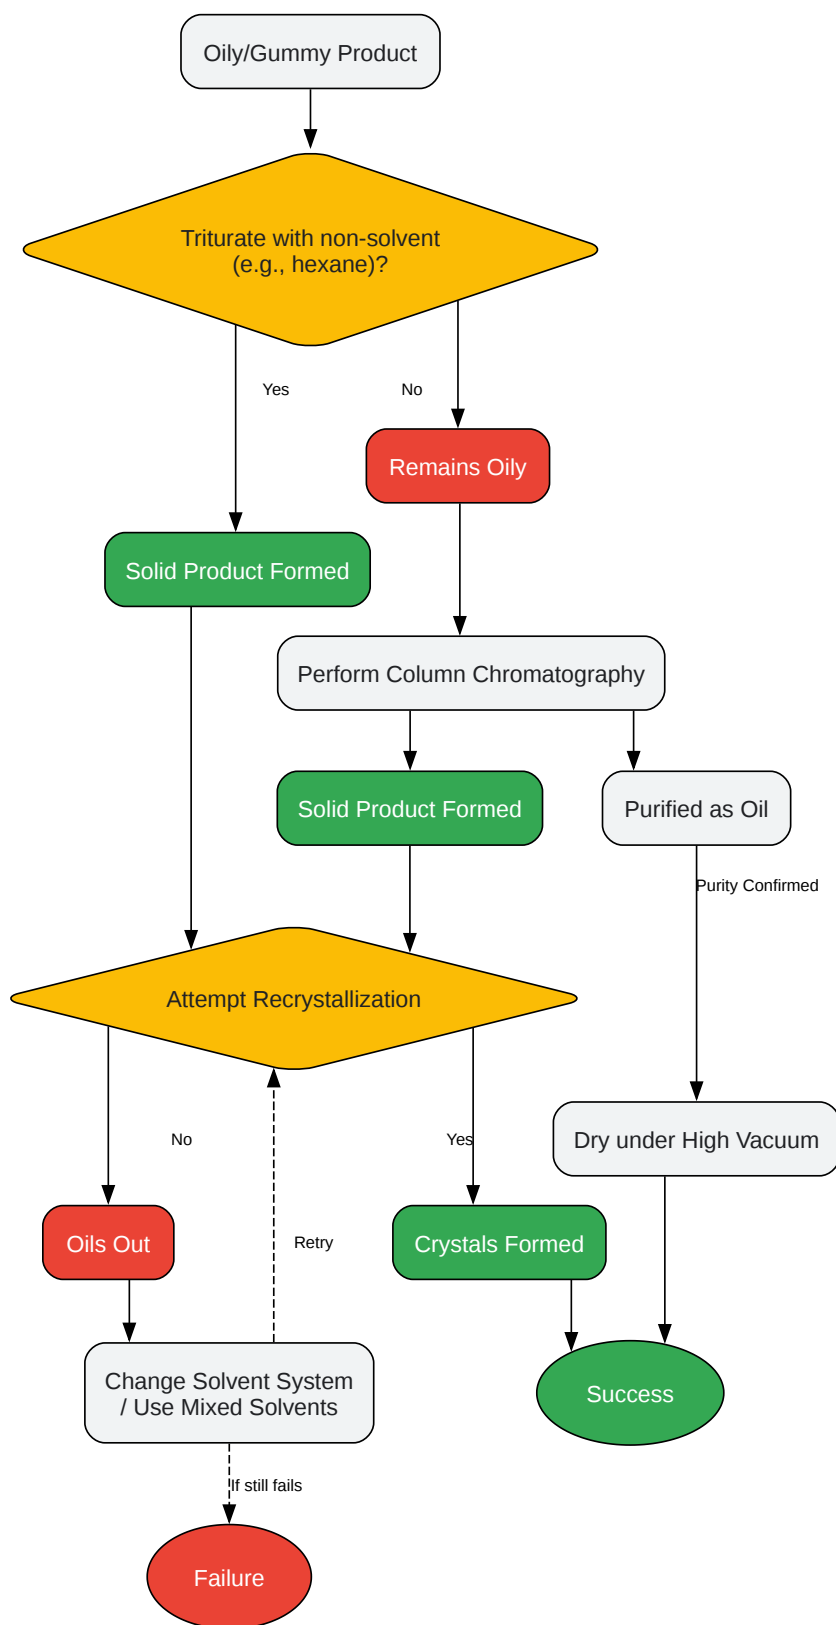 Oily/Gummy Product
Triturate with non-solvent
(e.g., hexane)?
Yes
No
Remains Oily
Solid Product Formed
Perform Column Chromatography
Solid Product Formed
Purified as Oil
Purity Confirmed
Attempt Recrystallization
No
Yes
Dry under High Vacuum
Oils Out
Retry
Crystals Formed
Change Solvent System
/ Use Mixed Solvents
Success
If still fails
Failure